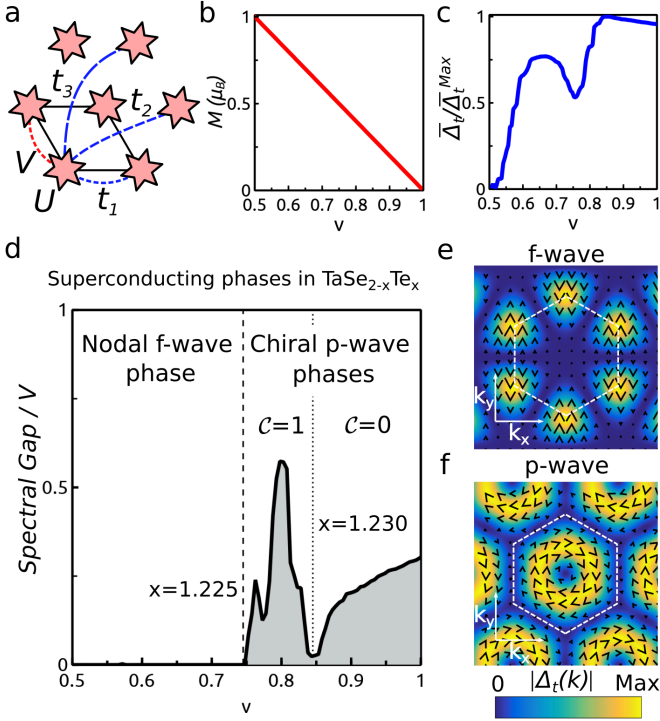 a
t3
t2
V
U
t1
b
M (μB)
1
0.5
0
0.5 0.6 0.7 0.8 0.9 1
ν
c
Δ̅t/Δ̅tMax
1
0.5
0
0.5 0.6 0.7 0.8 0.9 1
ν
d
Superconducting phases in TaSe2-xTex
Nodal f-wave
phase
Chiral p-wave
phases
C=1
C=0
x=1.230
x=1.225
Spectral Gap / V
1
0.5
0
0.5 0.6 0.7 0.8 0.9 1
ν
e
f-wave
ky
kx
f
p-wave
ky
kx
0 |Δt(k)| Max